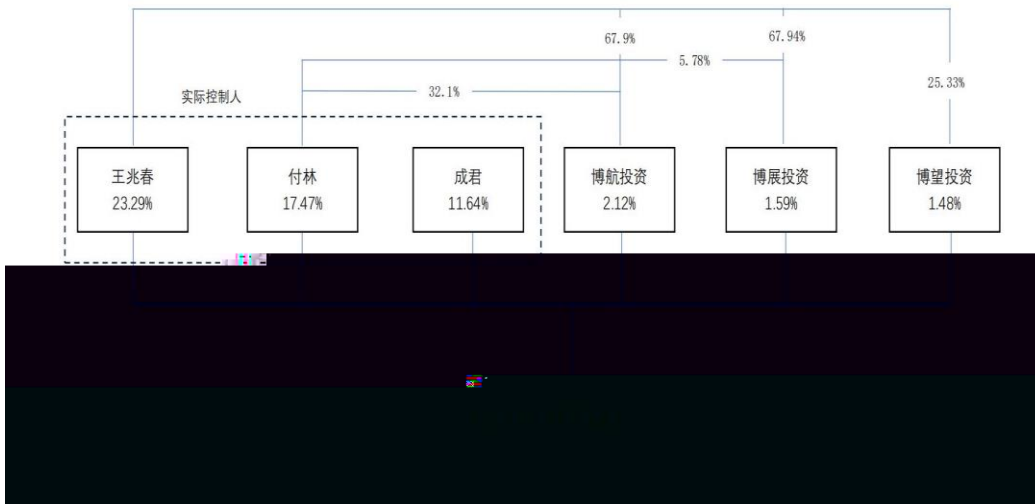 67.9%
67.94%
5.78%
25.33%
32.1%
实际控制人
王兆春
23.29%
付林
17.47%
成君
11.64%
博航投资
2.12%
博展投资
1.59%
博望投资
1.48%